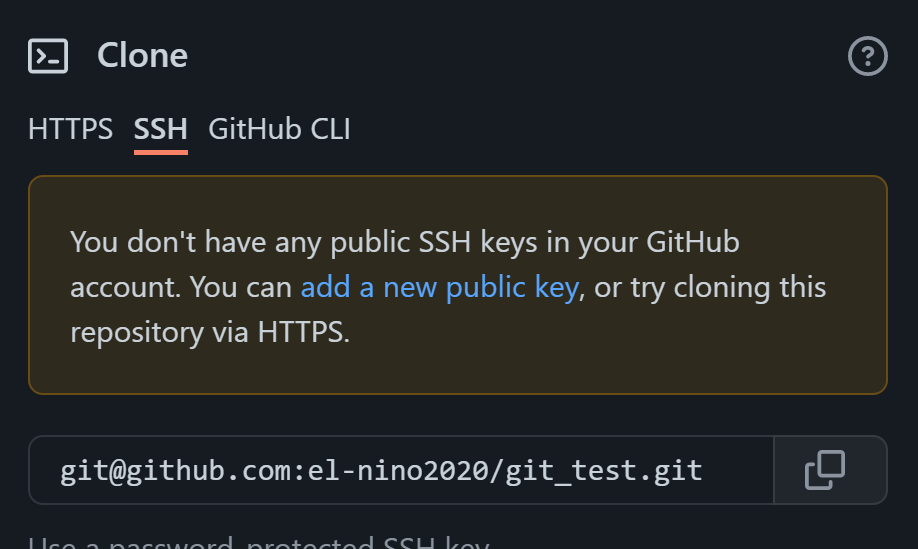 Clone
HTTPS SSH GitHub CLI
You don't have any public SSH keys in your GitHub
account. You can add a new public key, or try cloning this
repository via HTTPS.
git@github.com:el-nino2020/git_test.git
Use a password-protected SSH key.